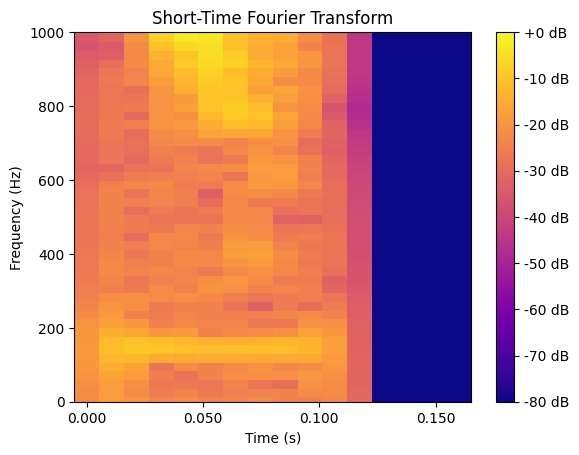 Short-Time Fourier Transform
1000
800
600
400
200
0
Frequency (Hz)
0.000
0.050
0.100
0.150
Time (s)
+0 dB
-10 dB
-20 dB
-30 dB
-40 dB
-50 dB
-60 dB
-70 dB
-80 dB